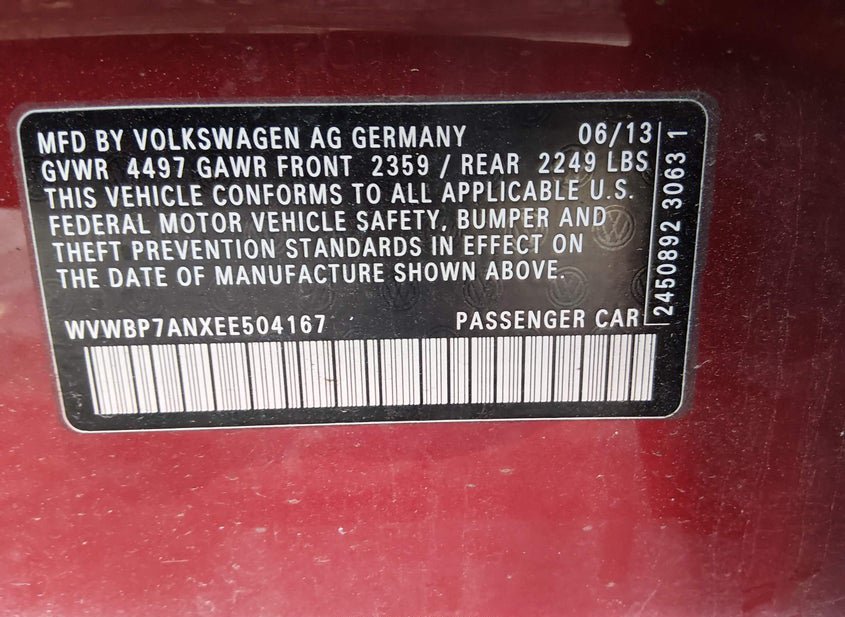 MFD BY VOLKSWAGEN AG GERMANY 06/13
GVWR 4497 GAWR FRONT 2359 / REAR 2249 LBS
THIS VEHICLE CONFORMS TO ALL APPLICABLE U.S.
FEDERAL MOTOR VEHICLE SAFETY, BUMPER AND
THEFT PREVENTION STANDARDS IN EFFECT ON
THE DATE OF MANUFACTURE SHOWN ABOVE.
WVWBP7ANXEE504167 PASSENGER CAR
2450892 3063 1